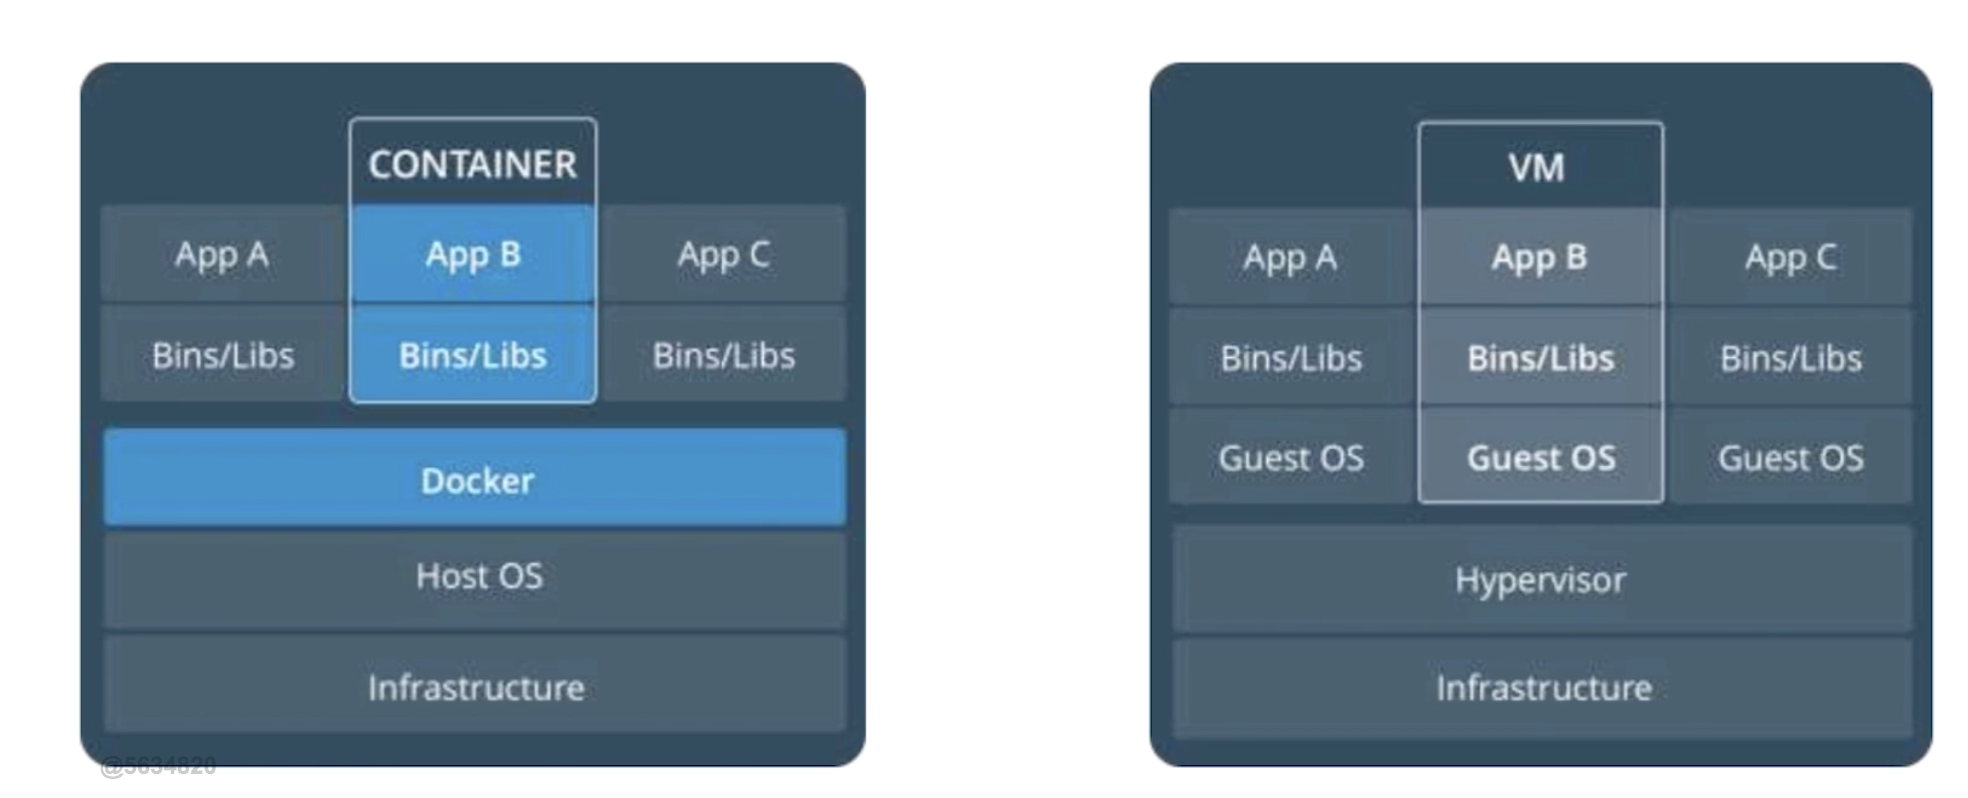 CONTAINER
App A
App B
App C
Bins/Libs
Bins/Libs
Bins/Libs
Docker
Host OS
Infrastructure
@5634820
VM
App A
App B
App C
Bins/Libs
Bins/Libs
Bins/Libs
Guest OS
Guest OS
Guest OS
Hypervisor
Infrastructure